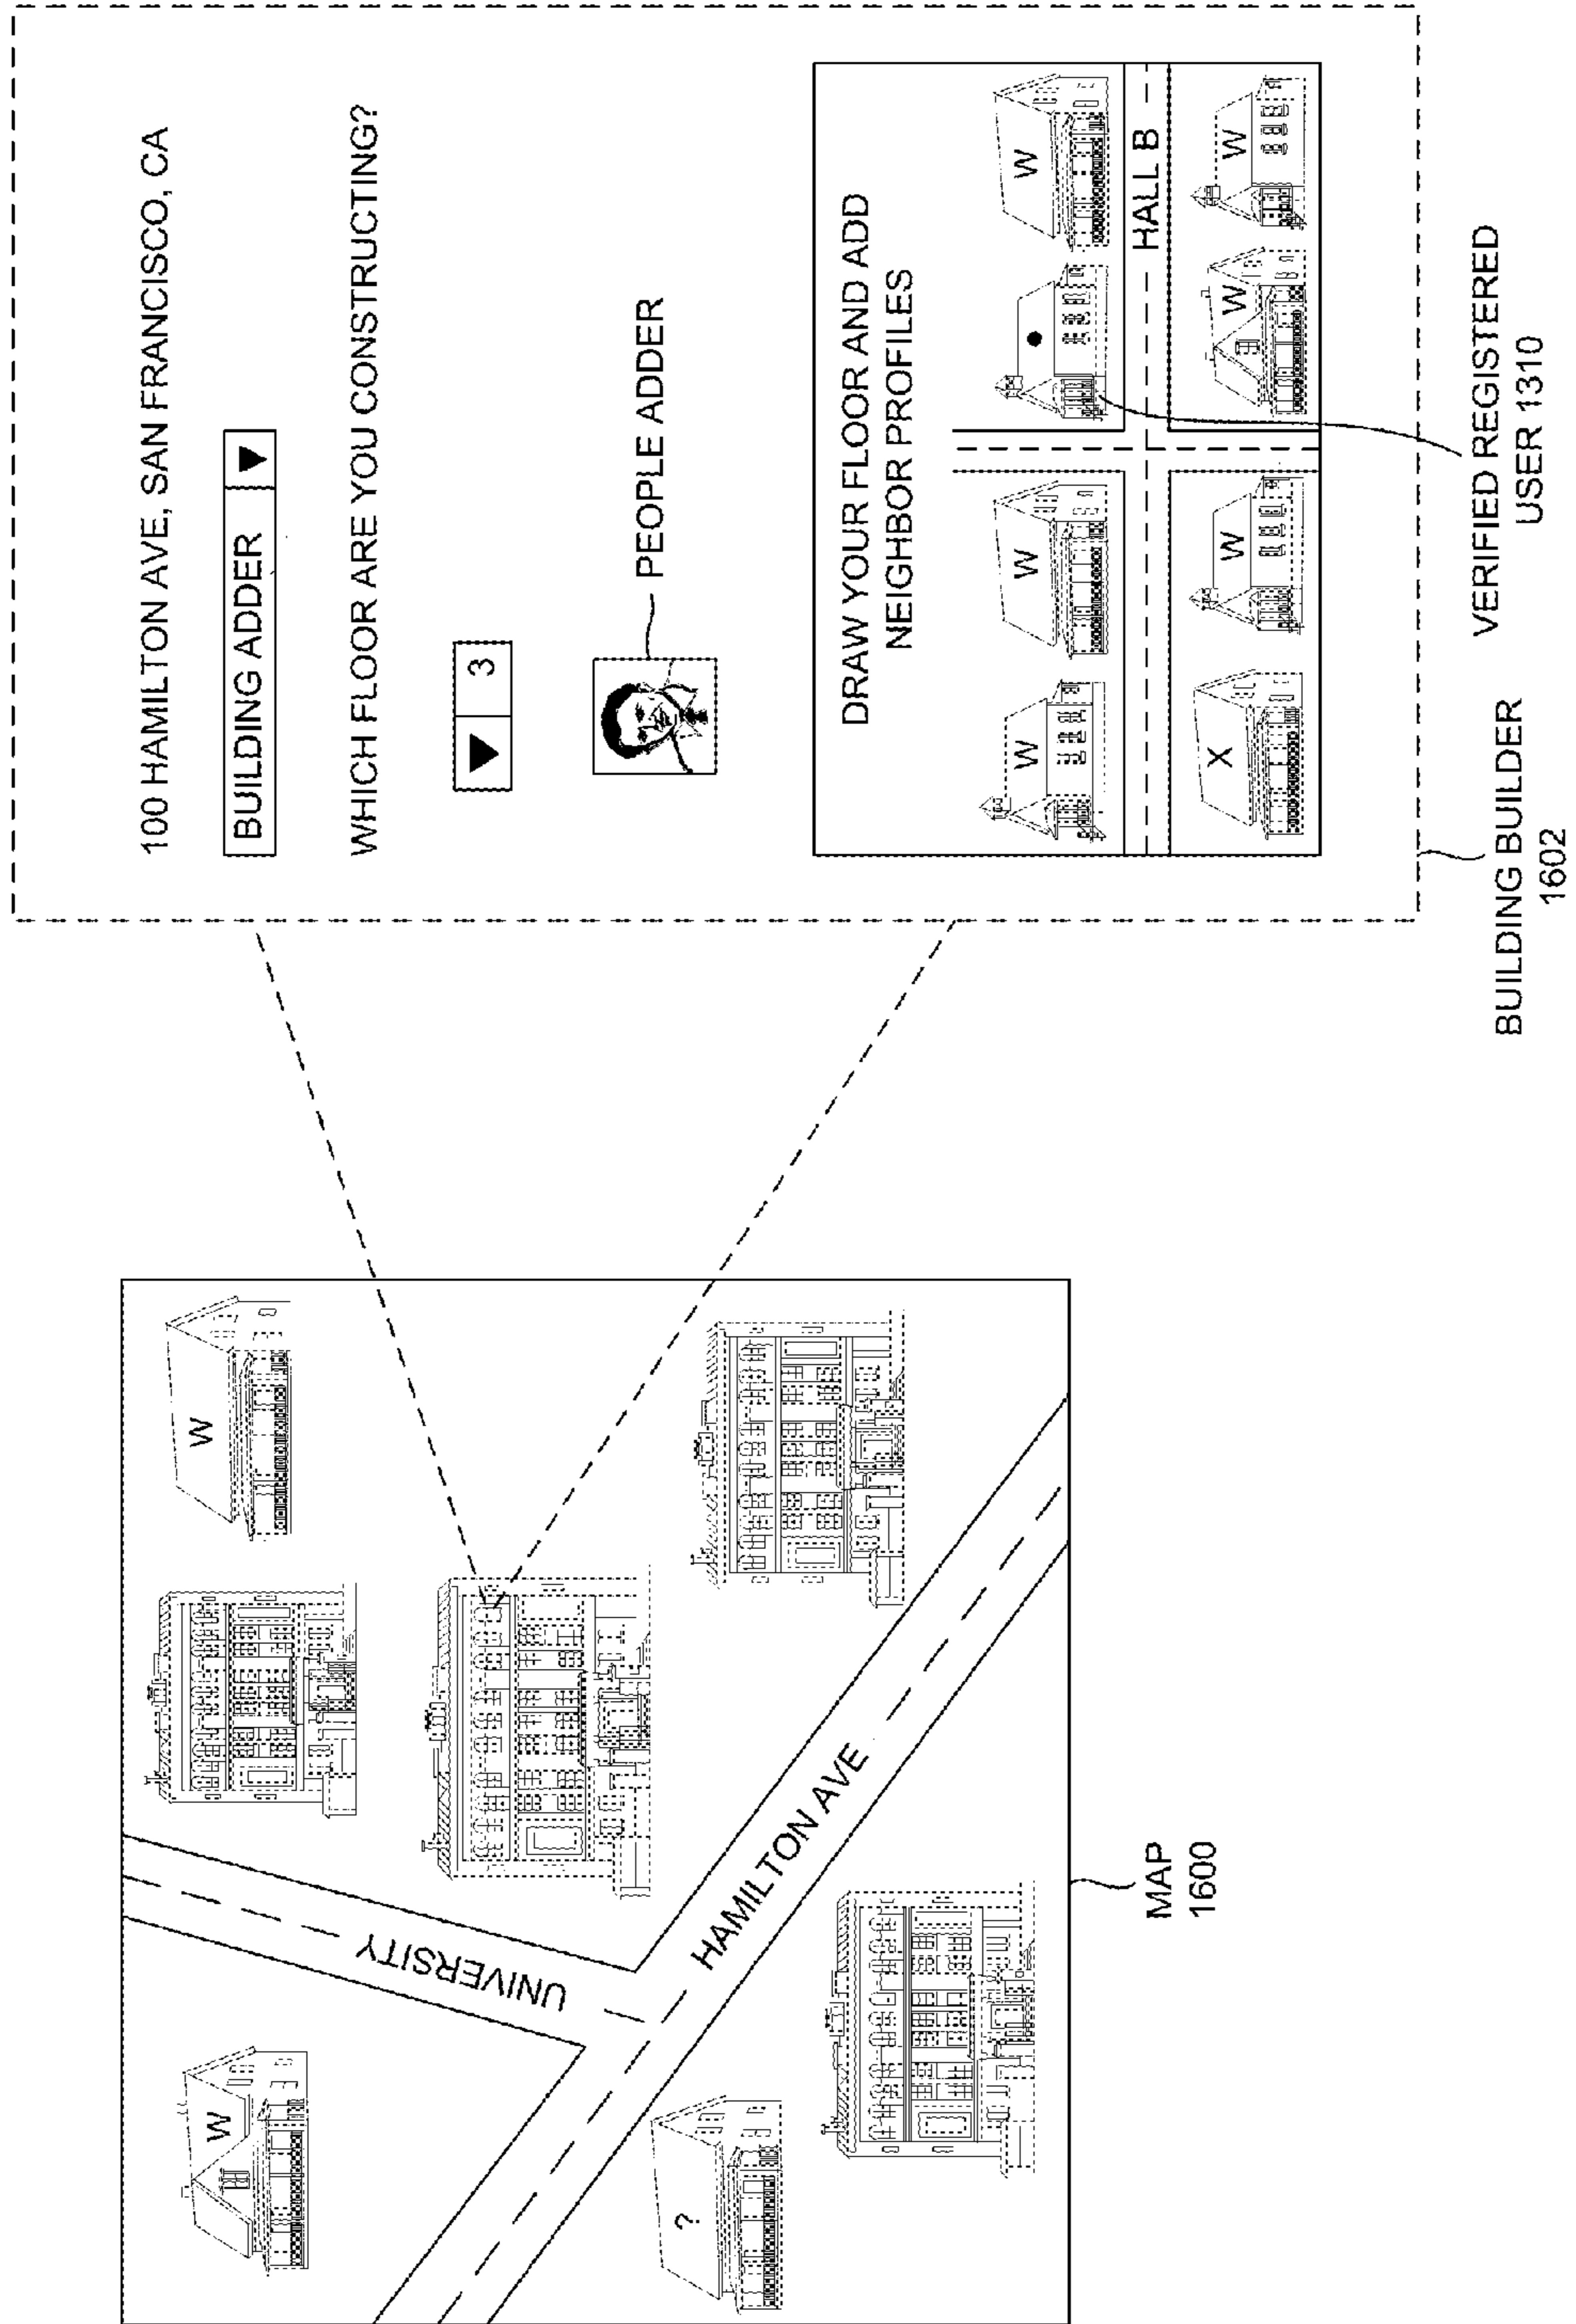 W
W
UNIVERSITY
HAMILTON AVE
?
MAP
1600
100 HAMILTON AVE, SAN FRANCISCO, CA
BUILDING ADDER
WHICH FLOOR ARE YOU CONSTRUCTING?
3
PEOPLE ADDER
DRAW YOUR FLOOR AND ADD
NEIGHBOR PROFILES
W
W
W
HALL B
X
W
W
W
BUILDING BUILDER
1602
VERIFIED REGISTERED
USER 1310